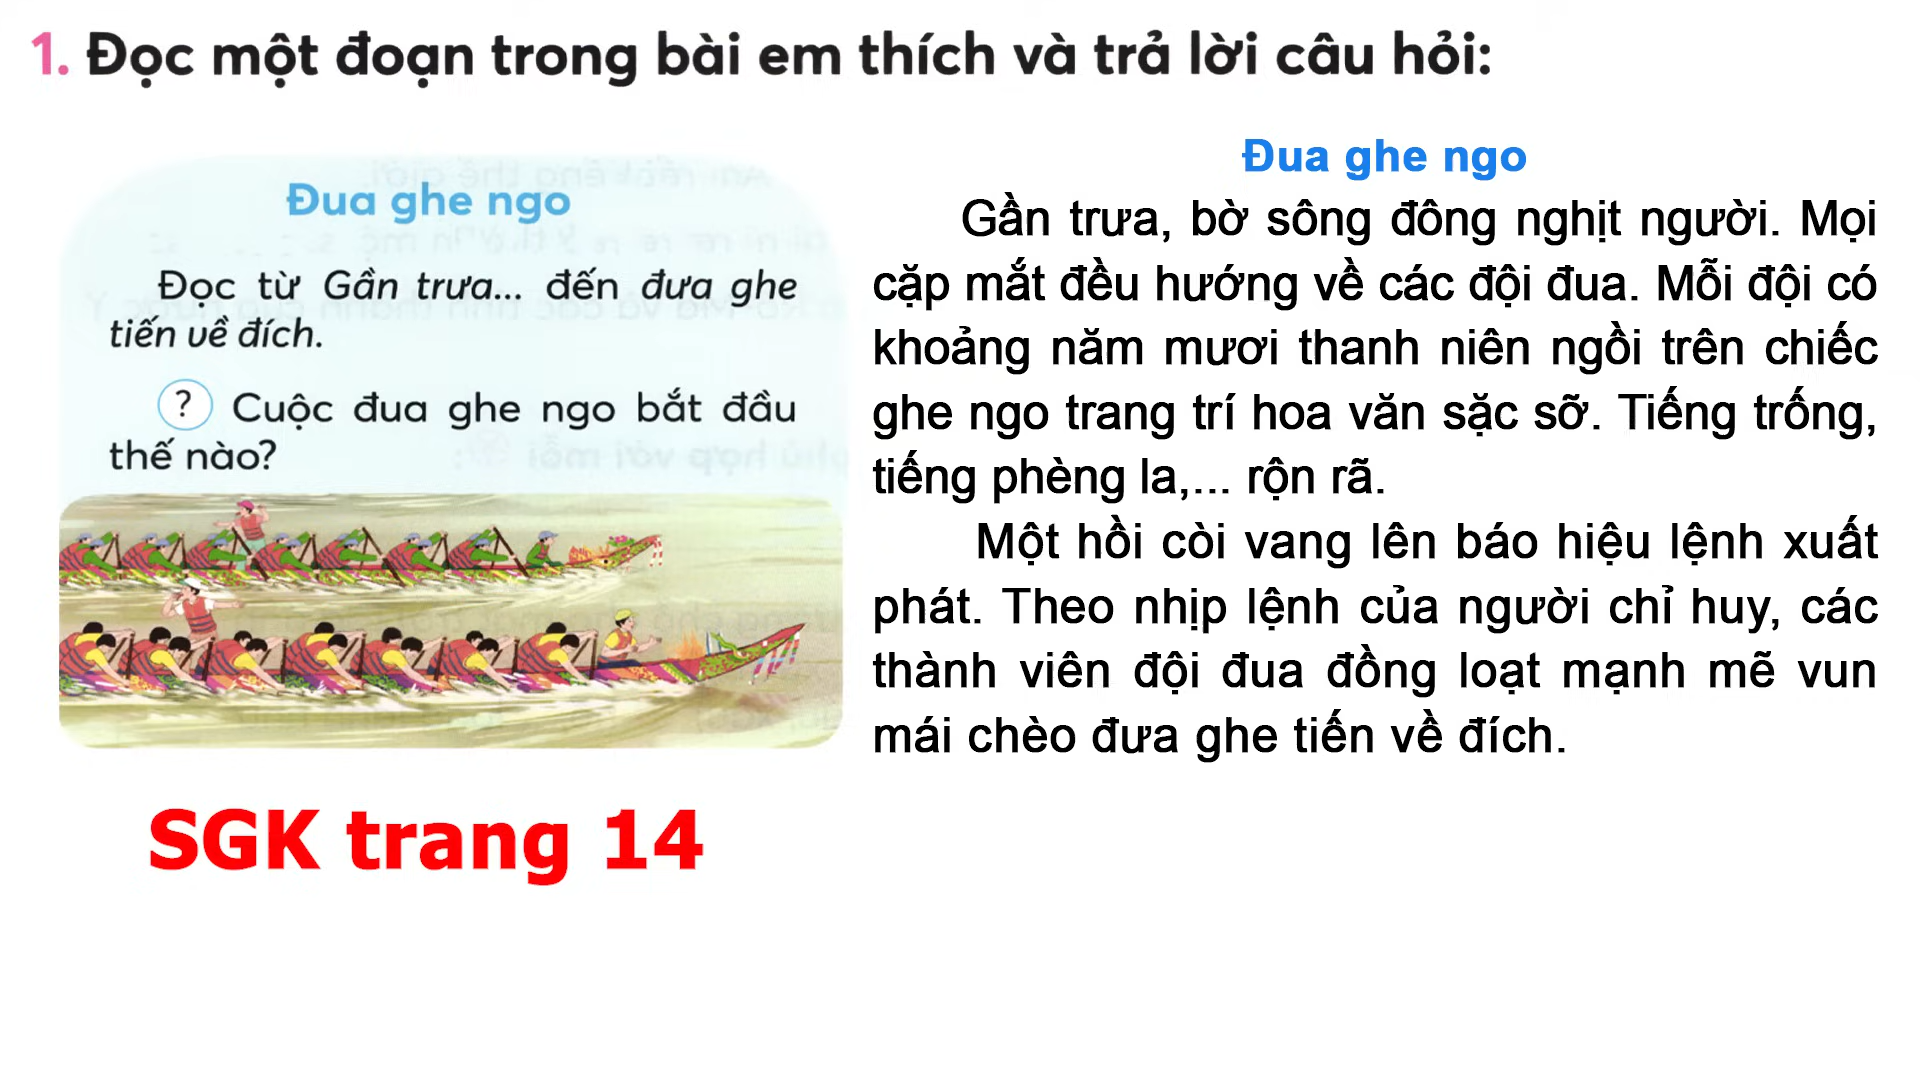 1. Đọc một đoạn trong bài em thích và trả lời câu hỏi:
Đua ghe ngo
Đọc từ Gần trưa... đến đưa ghe
tiến về đích.
? Cuộc đua ghe ngo bắt đầu
thế nào?
SGK trang 14
Đua ghe ngo
Gần trưa, bờ sông đông nghịt người. Mọi
cặp mắt đều hướng về các đội đua. Mỗi đội có
khoảng năm mươi thanh niên ngồi trên chiếc
ghe ngo trang trí hoa văn sặc sỡ. Tiếng trống,
tiếng phèng la,... rộn rã.
Một hồi còi vang lên báo hiệu lệnh xuất
phát. Theo nhịp lệnh của người chỉ huy, các
thành viên đội đua đồng loạt mạnh mẽ vun
mái chèo đưa ghe tiến về đích.